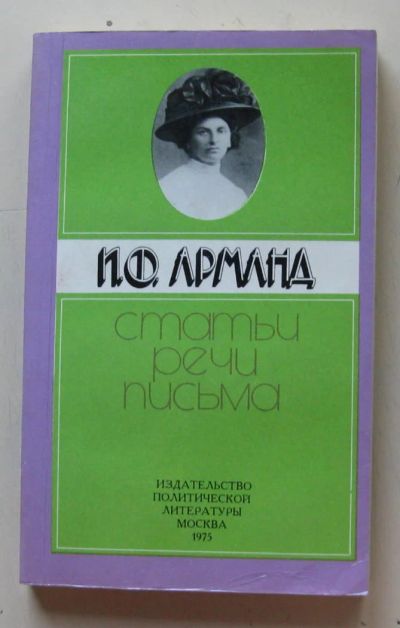 И.Ф. АРМАНД
статьи
речи
письма
ИЗДАТЕЛЬСТВО
ПОЛИТИЧЕСКОЙ
ЛИТЕРАТУРЫ
МОСКВА
1975